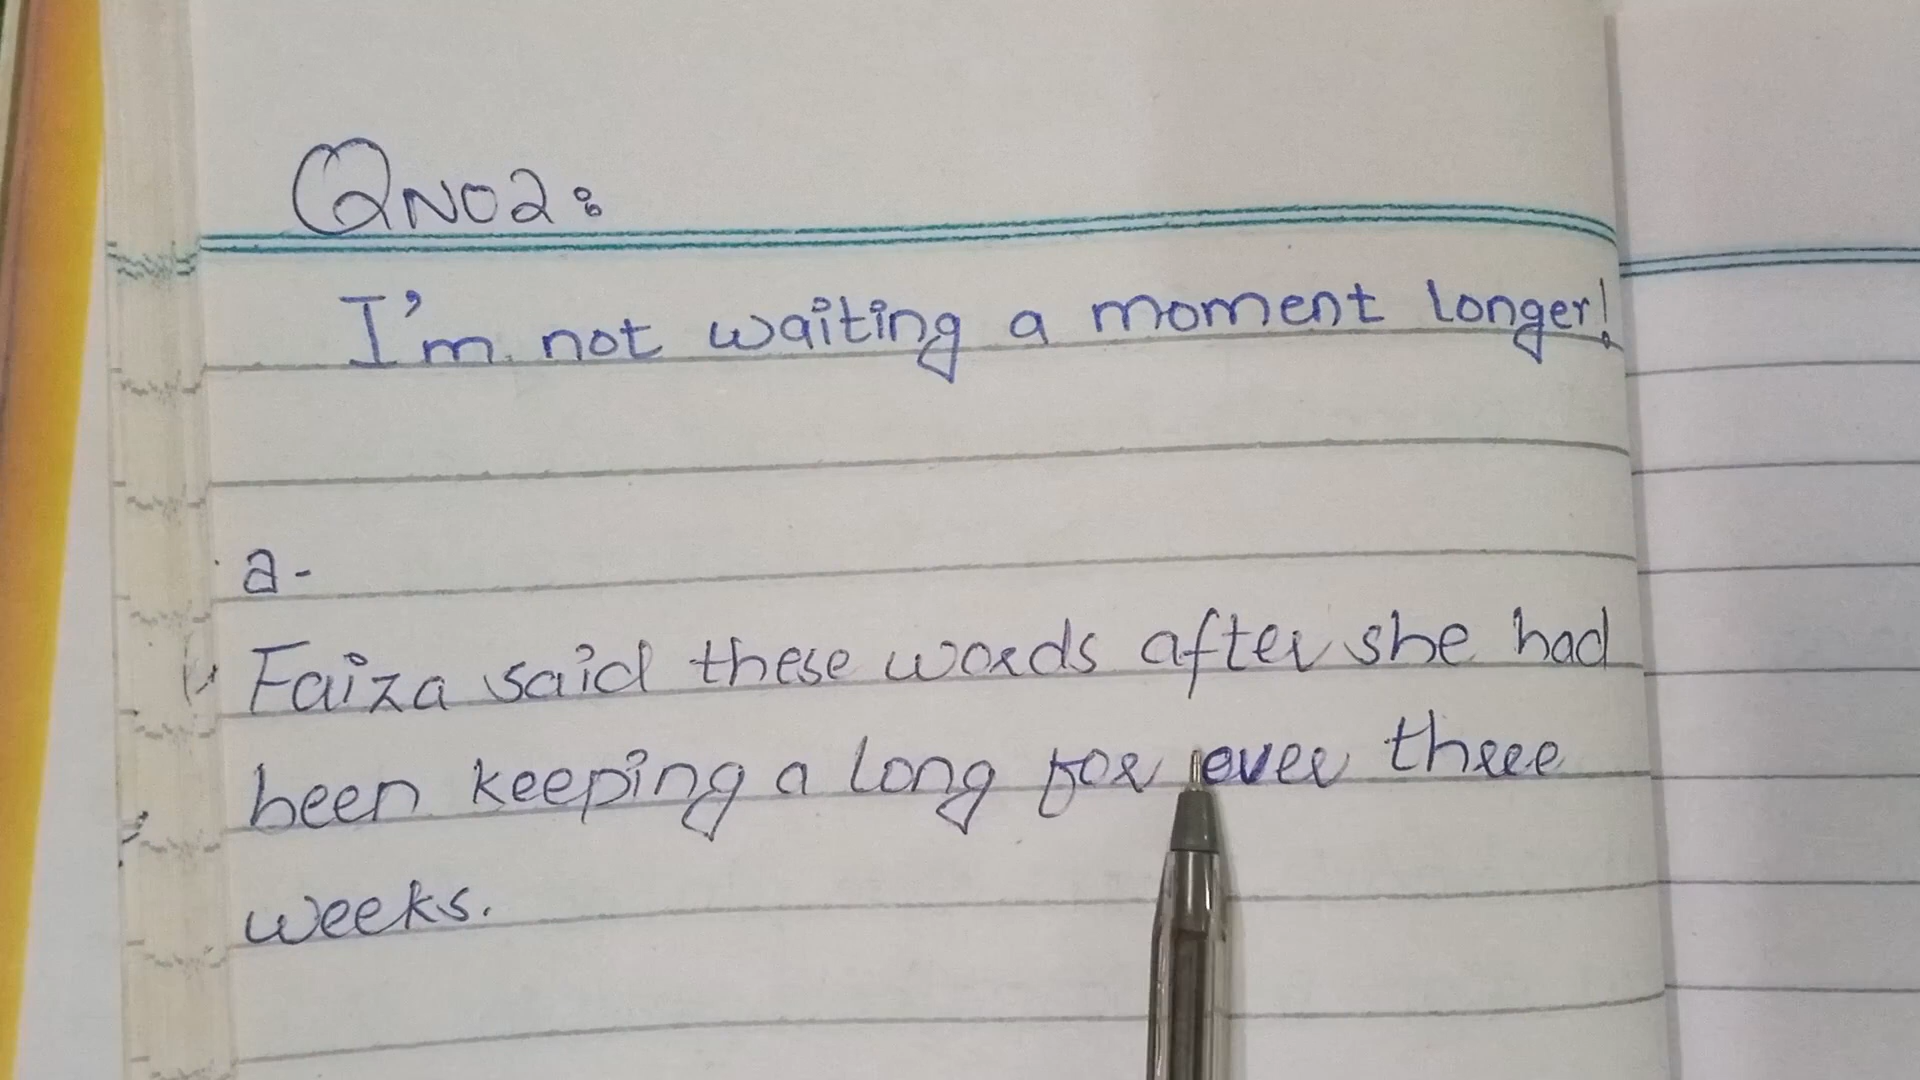 QNO2:
I'm not waiting a moment longer!
a-
Faiza said these words after she had
been keeping a long for over three
weeks.